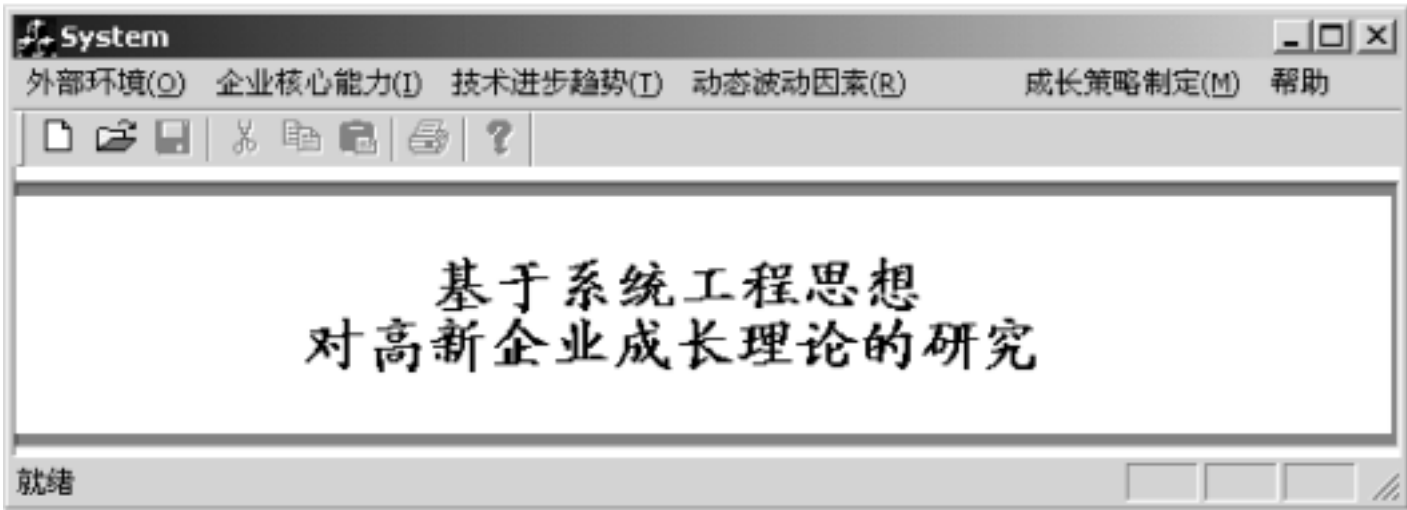 System
外部环境(O) 企业核心能力(I) 技术进步趋势(T) 动态波动因素(R) 成长策略制定(M) 帮助
基于系统工程思想
对高新企业成长理论的研究
就绪